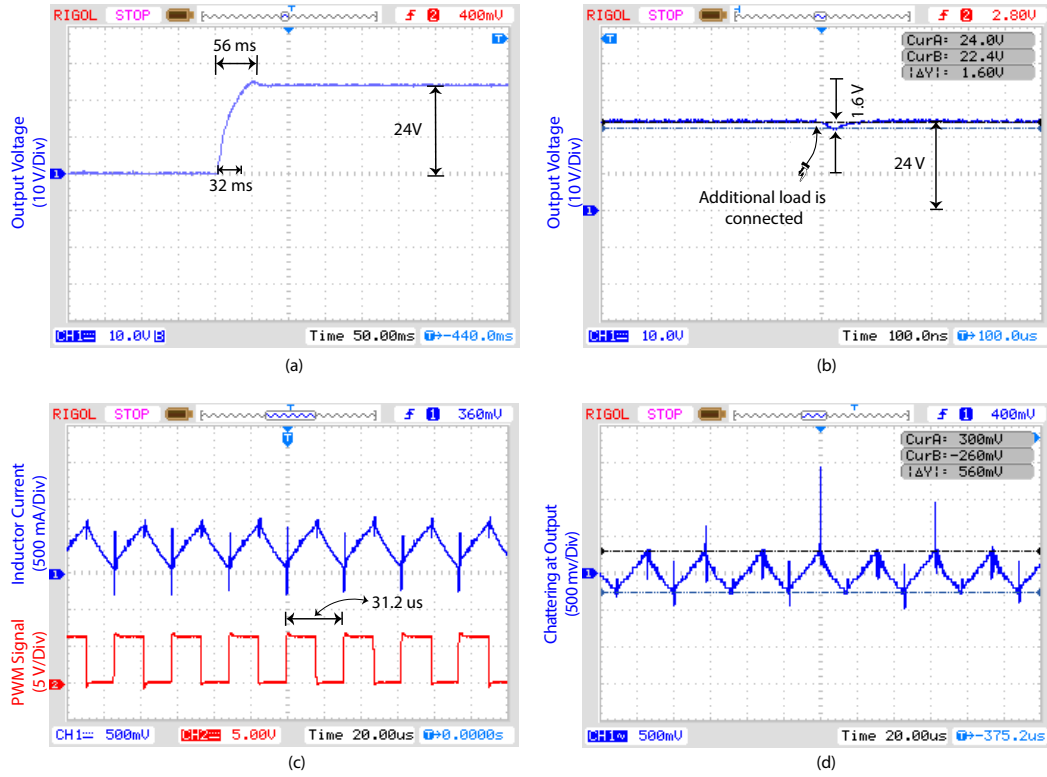 RIGOL STOP T f 2 400mV
56 ms
T
24V
1
32 ms
Output Voltage
(10 V/Div)
CH1 10.0V B Time 50.00ms T→-440.0ms
(a)
RIGOL STOP T f 2 2.80V
T
CurA: 24.0V
CurB: 22.4V
|ΔY|: 1.60V
1.6 V
24 V
Additional load is
connected
1
Output Voltage
(10 V/Div)
CH1 10.0V Time 100.0ns T→100.0us
(b)
RIGOL STOP T f 1 360mV
T
Inductor Current
(500 mA/Div)
1
31.2 us
PWM Signal
(5 V/Div)
2
CH1 500mV CH2 5.00V Time 20.00us T→0.0000s
(c)
RIGOL STOP T f 1 400mV
CurA: 300mV
CurB:-260mV
|ΔY|: 560mV
1
Chattering at Output
(500 mv/Div)
CH1 500mV Time 20.00us T→-375.2us
(d)